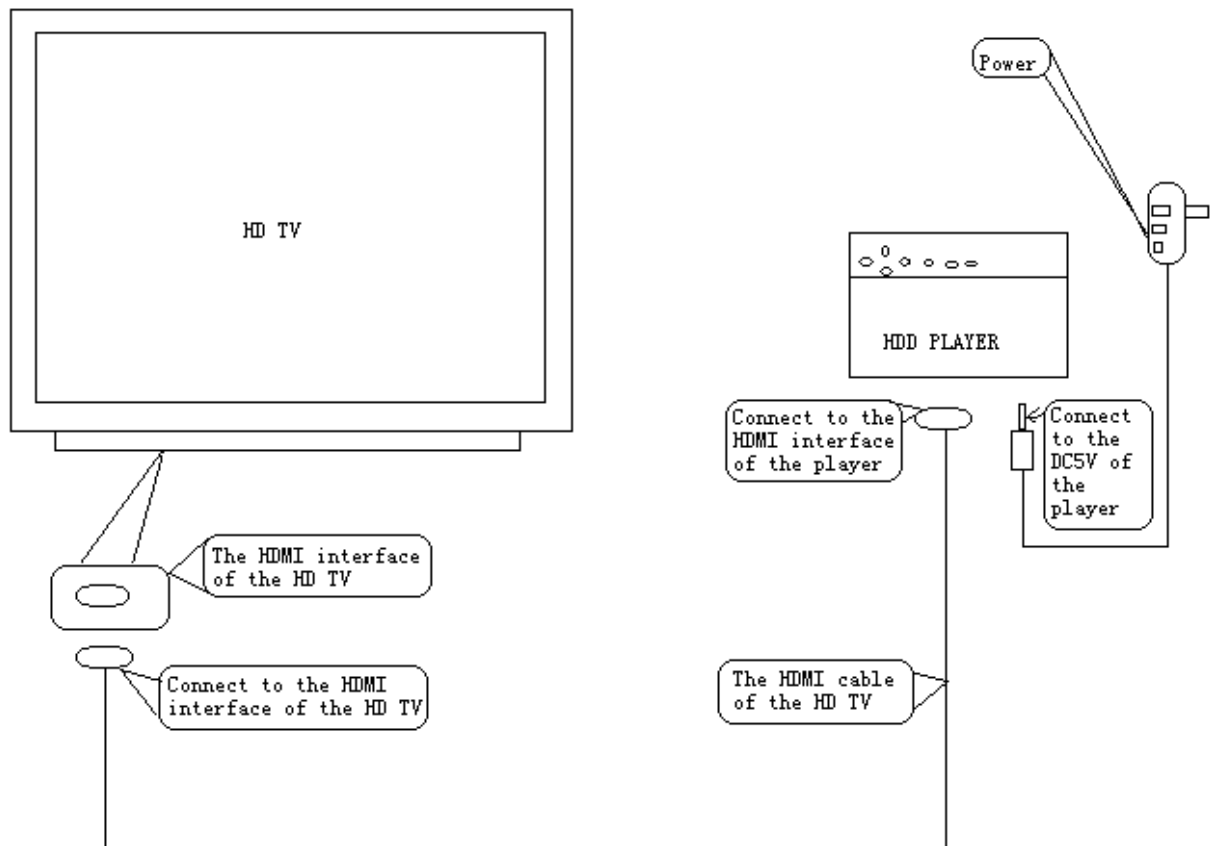 Power
HD TV
HDD PLAYER
Connect to the
HDMI interface
of the player
Connect
to the
DC5V of
the
player
The HDMI interface
of the HD TV
Connect to the HDMI
interface of the HD TV
The HDMI cable
of the HD TV